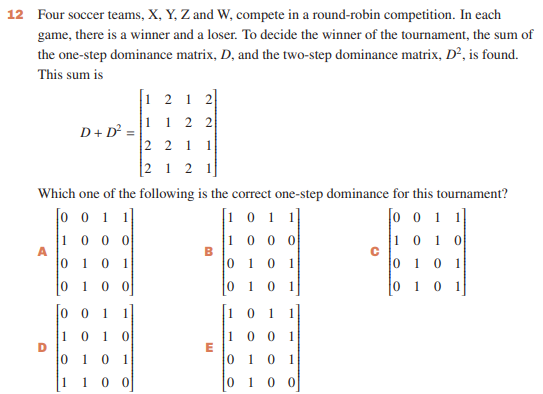 12 Four soccer teams, X, Y, Z and W, compete in a round-robin competition. In each
game, there is a winner and a loser. To decide the winner of the tournament, the sum of
the one-step dominance matrix, D, and the two-step dominance matrix, D², is found.
This sum is
D + D² =
1 2 1 2
1 1 2 2
2 2 1 1
2 1 2 1
Which one of the following is the correct one-step dominance for this tournament?
A
0 0 1 1
1 0 0 0
0 1 0 1
0 1 0 0
B
1 0 1 1
1 0 0 0
0 1 0 1
0 1 0 1
C
0 0 1 1
1 0 1 0
0 1 0 1
0 1 0 1
D
0 0 1 1
1 0 1 0
0 1 0 1
1 1 0 0
E
1 0 1 1
1 0 0 1
0 1 0 1
0 1 0 0